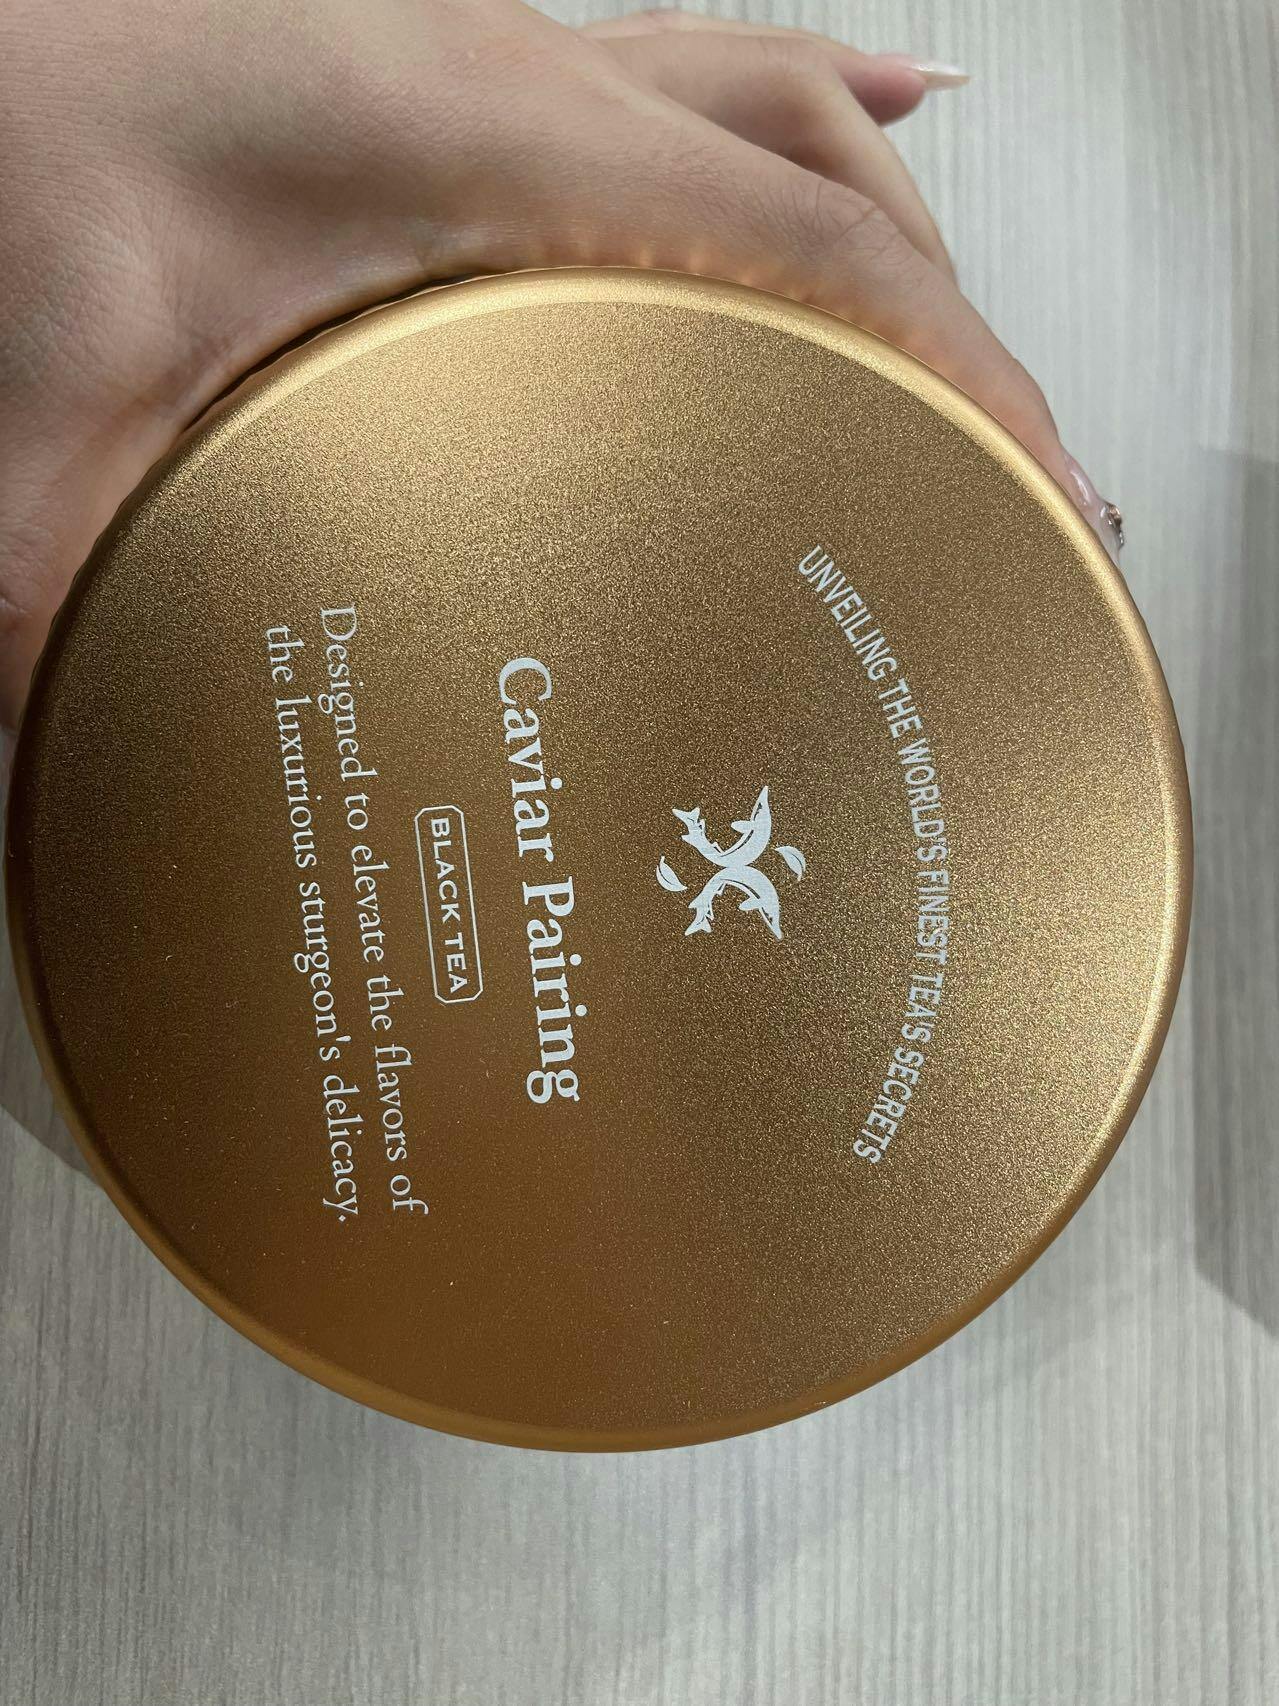 UNVEILING THE WORLD'S FINEST TEA'S SECRETS
Caviar Pairing
BLACK TEA
Designed to elevate the flavors of
the luxurious sturgeon's delicacy.